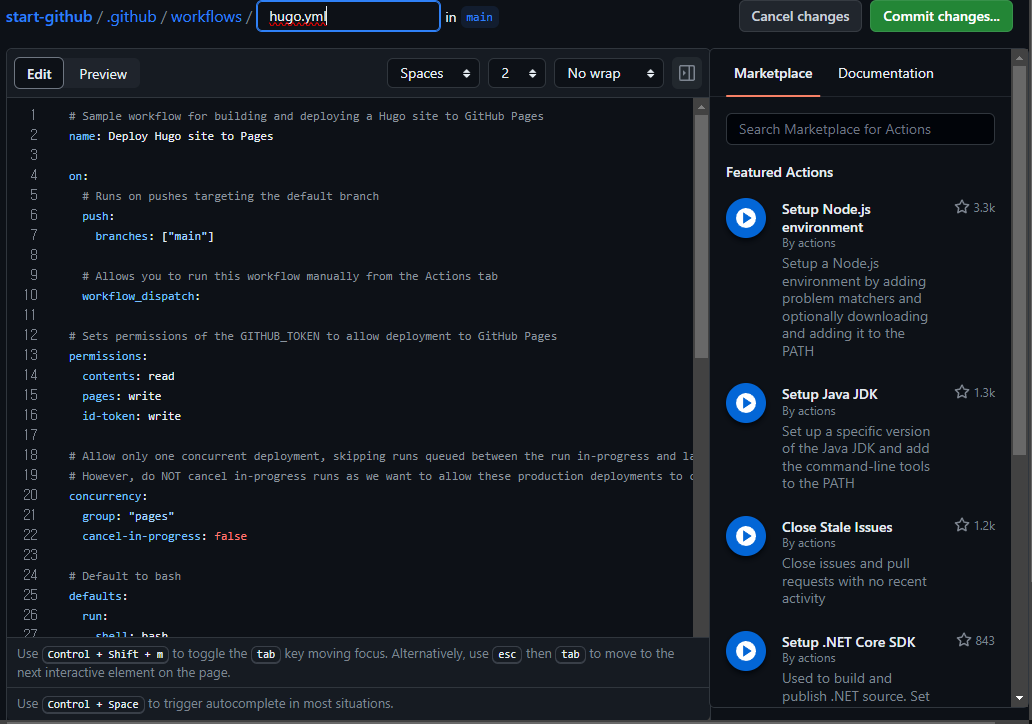 start-github / .github / workflows / hugo.yml in main
Cancel changes
Commit changes...
Edit
Preview
Spaces
2
No wrap
1 # Sample workflow for building and deploying a Hugo site to GitHub Pages
2 name: Deploy Hugo site to Pages
3
4 on:
5 # Runs on pushes targeting the default branch
6 push:
7 branches: ["main"]
8
9 # Allows you to run this workflow manually from the Actions tab
10 workflow_dispatch:
11
12 # Sets permissions of the GITHUB_TOKEN to allow deployment to GitHub Pages
13 permissions:
14 contents: read
15 pages: write
16 id-token: write
17
18 # Allow only one concurrent deployment, skipping runs queued between the run in-progress and la
19 # However, do NOT cancel in-progress runs as we want to allow these production deployments to c
20 concurrency:
21 group: "pages"
22 cancel-in-progress: false
23
24 # Default to bash
25 defaults:
26 run:
27 shell: bash
Use Control + Shift + m to toggle the tab key moving focus. Alternatively, use esc then tab to move to the
next interactive element on the page.
Use Control + Space to trigger autocomplete in most situations.
Marketplace
Documentation
Search Marketplace for Actions
Featured Actions
Setup Node.js
environment
3.3k
By actions
Setup a Node.js
environment by adding
problem matchers and
optionally downloading
and adding it to the
PATH
Setup Java JDK
1.3k
By actions
Set up a specific version
of the Java JDK and add
the command-line tools
to the PATH
Close Stale Issues
1.2k
By actions
Close issues and pull
requests with no recent
activity
Setup .NET Core SDK
843
By actions
Used to build and
publish .NET source. Set